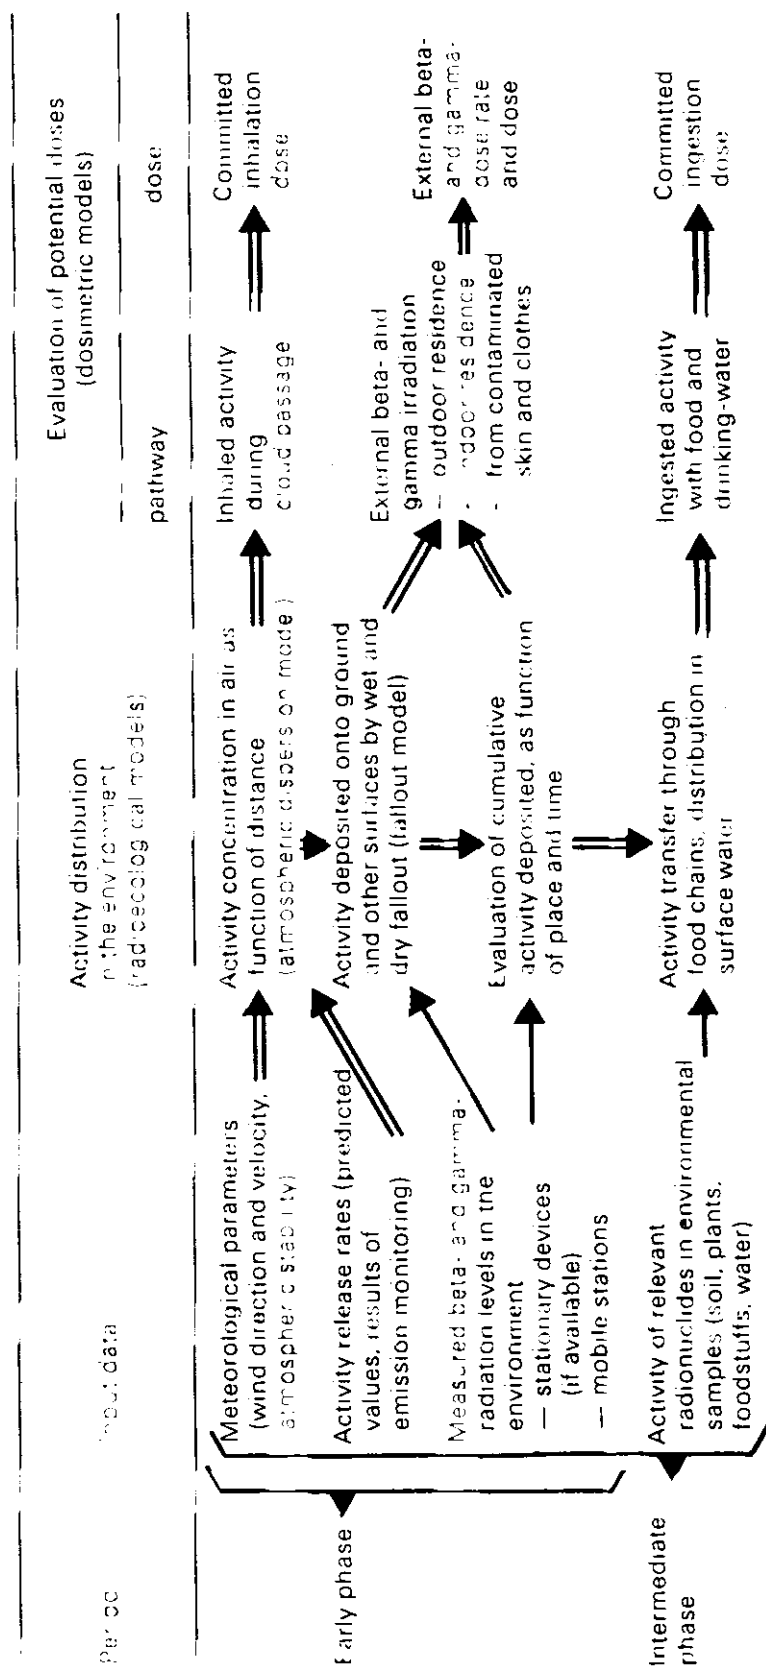 Period
Input data
Activity distribution
in the environment
(radioecological models)
Evaluation of potential doses
(dosimetric models)
pathway
dose
Early phase
Meteorological parameters
(wind direction and velocity,
atmospheric stability)
Activity release rates (predicted
values, results of
emission monitoring)
Measured beta- and gamma-
radiation levels in the
environment
— stationary devices
(if available)
— mobile stations
Activity concentration in air as
function of distance
(atmospheric dispersion model)
Activity deposited onto ground
and other surfaces by wet and
dry fallout (fallout model)
Evaluation of cumulative
activity deposited, as function
of place and time
Inhaled activity
during
cloud passage
Committed
inhalation
dose
External beta- and
gamma irradiation
— outdoor residence
- indoor residence
- from contaminated
skin and clothes
External beta-
and gamma-
dose rate
and dose
Intermediate
phase
Activity of relevant
radionuclides in environmental
samples (soil, plants,
foodstuffs, water)
Activity transfer through
food chains, distribution in
surface water
Ingested activity
with food and
drinking-water
Committed
ingestion
dose